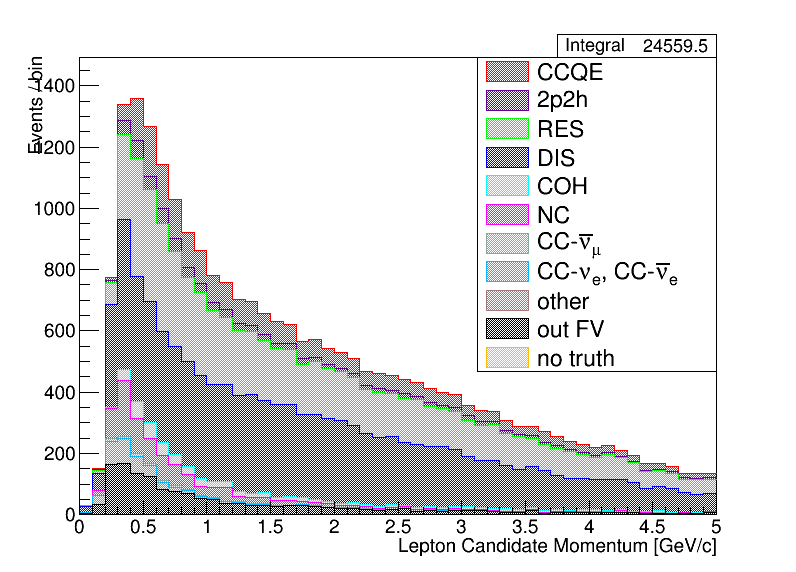 Integral 24559.5
Events / bin
CCQE
2p2h
RES
DIS
COH
NC
CC-ν̅μ
CC-νe, CC-ν̅e
other
out FV
no truth
1400
1200
1000
800
600
400
200
0
0 0.5 1 1.5 2 2.5 3 3.5 4 4.5 5
Lepton Candidate Momentum [GeV/c]